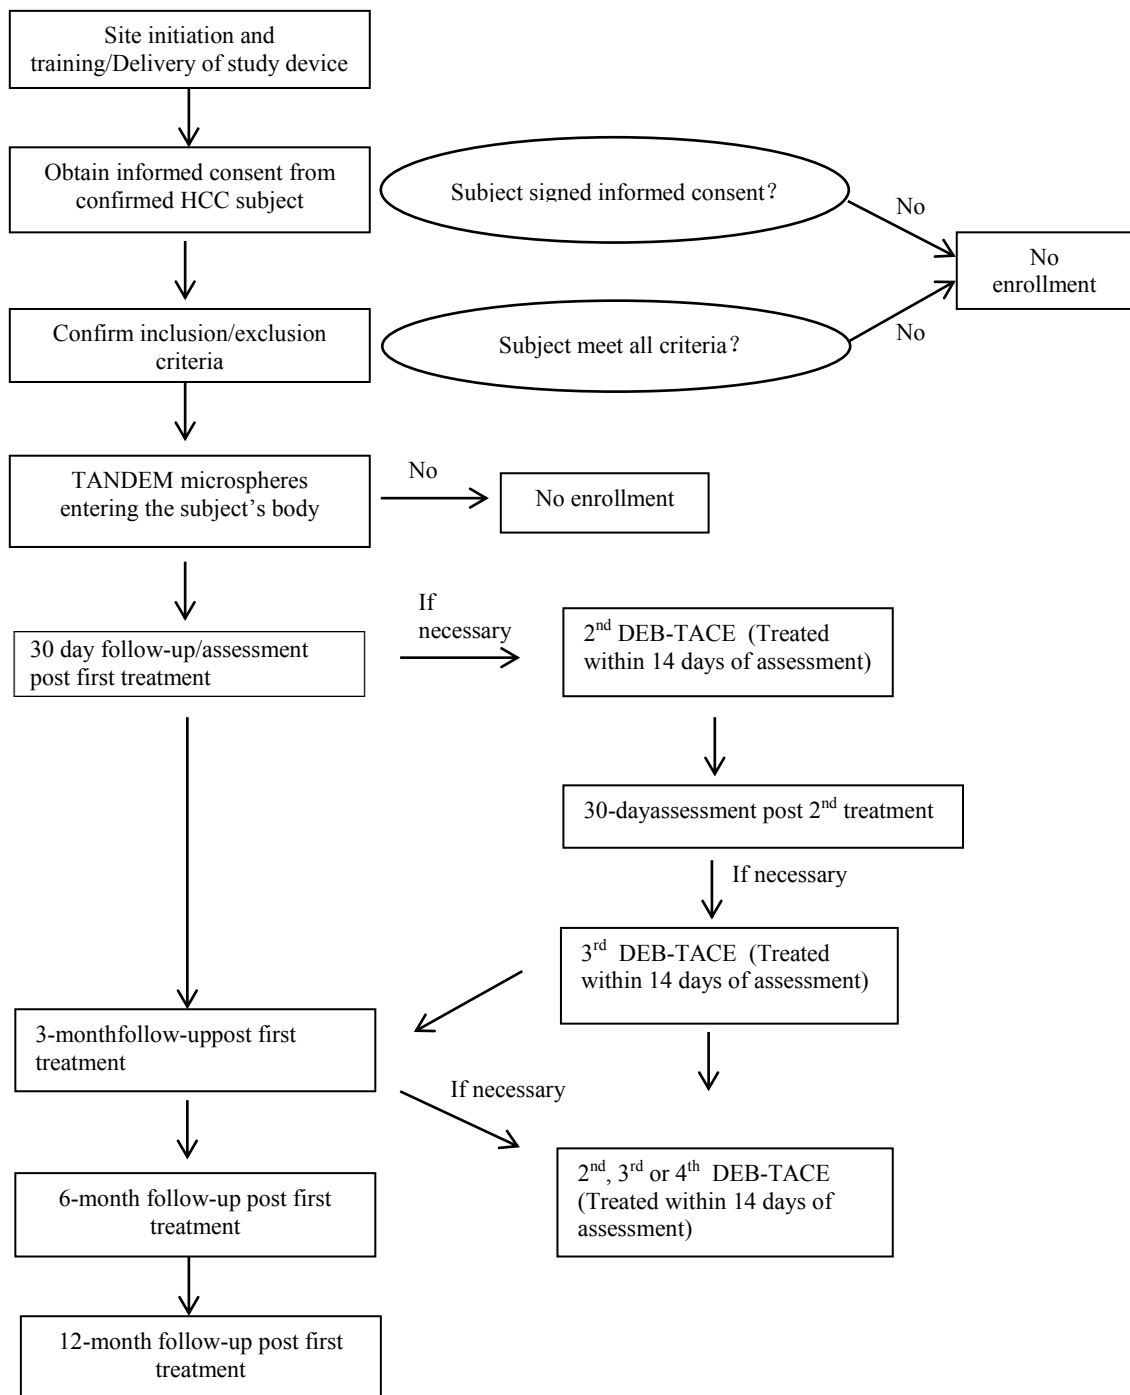 Site initiation and
training/Delivery of study device
Obtain informed consent from
confirmed HCC subject
Subject signed informed consent?
No
No
enrollment
Confirm inclusion/exclusion
criteria
Subject meet all criteria?
No
TANDEM microspheres
entering the subject's body
No
No enrollment
30 day follow-up/assessment
post first treatment
If
necessary
2nd DEB-TACE (Treated
within 14 days of assessment)
30-dayassessment post 2nd treatment
If necessary
3rd DEB-TACE (Treated
within 14 days of assessment)
3-monthfollow-uppost first
treatment
If necessary
2nd, 3rd or 4th DEB-TACE
(Treated within 14 days of
assessment)
6-month follow-up post first
treatment
12-month follow-up post first
treatment